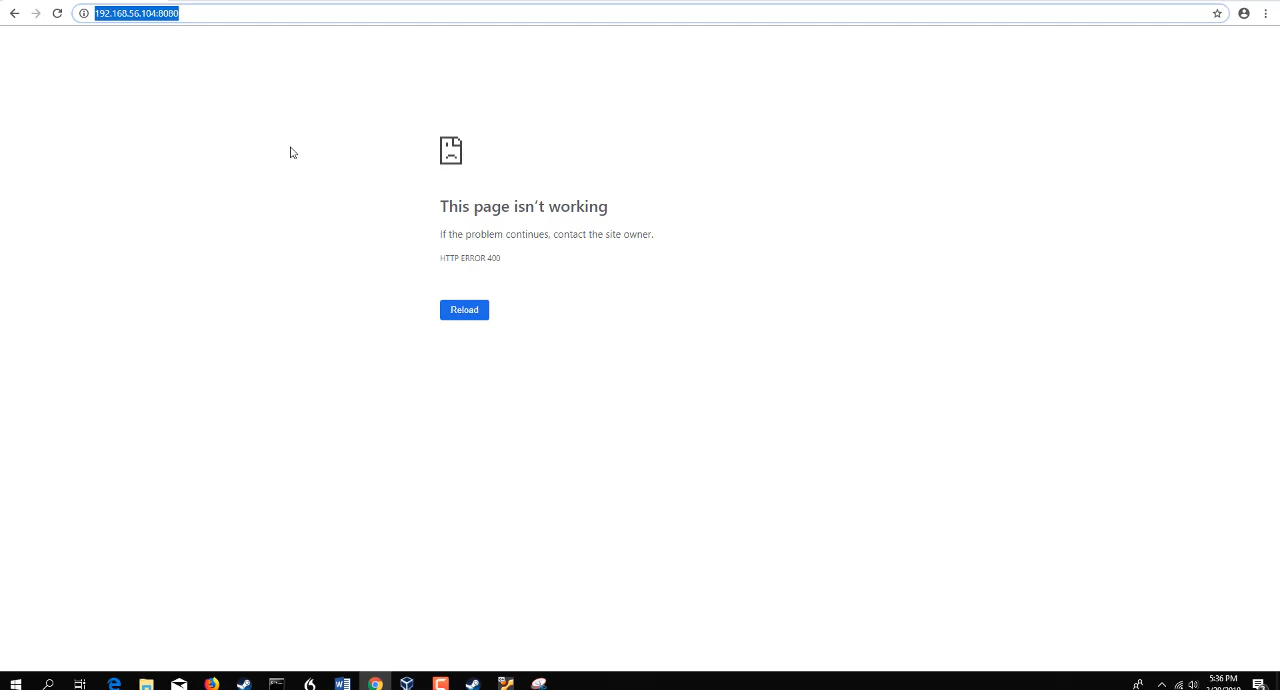 192.168.56.104:8080
This page isn't working
If the problem continues, contact the site owner.
HTTP ERROR 400
Reload
5:36 PM